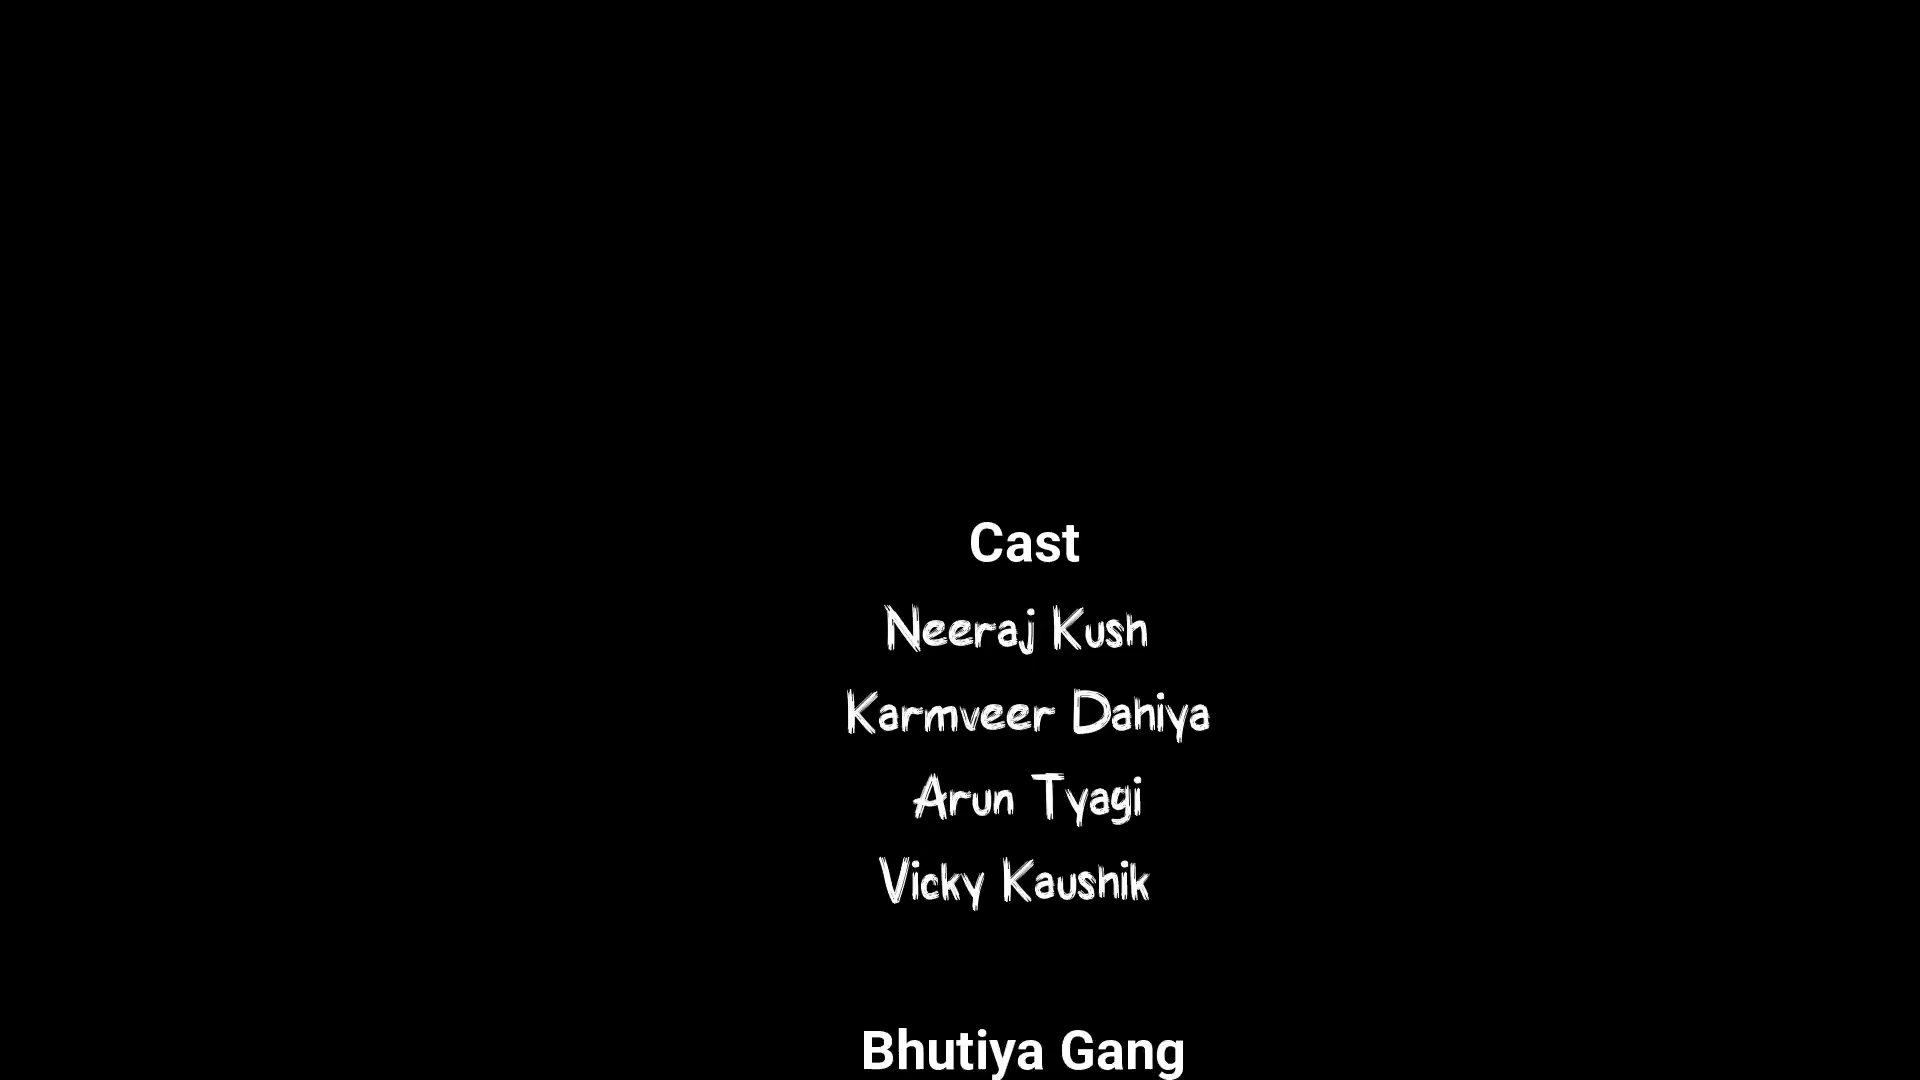 Cast
Neeraj Kush
Karmveer Dahiya
Arun Tyagi
Vicky Kaushik
Bhutiya Gang